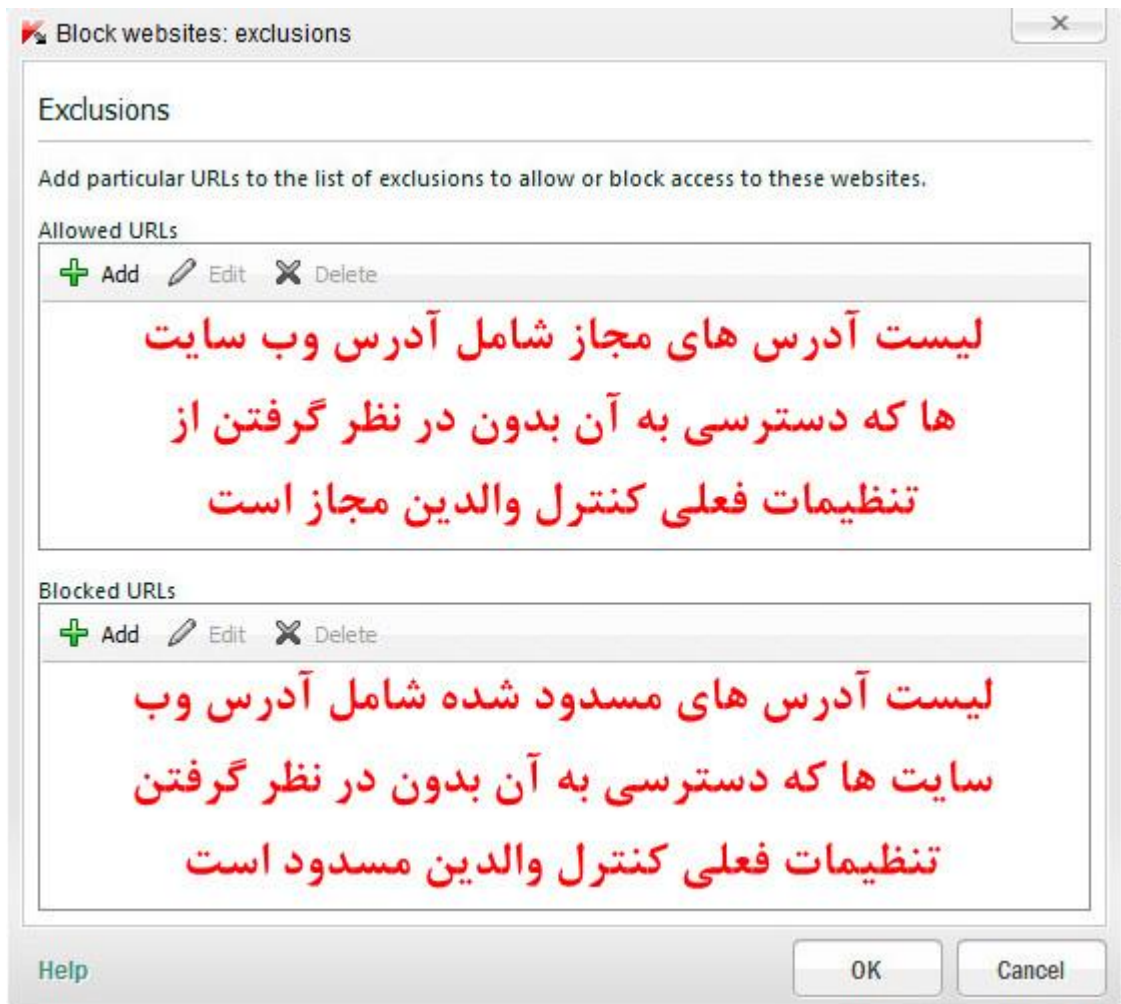 Block websites: exclusions
Exclusions
Add particular URLs to the list of exclusions to allow or block access to these websites.
Allowed URLs
Add Edit Delete
لیست آدرس های مجاز شامل آدرس وب سایت
ها که دسترسی به آن بدون در نظر گرفتن از
تنظیمات فعلی کنترل والدین مجاز است
Blocked URLs
Add Edit Delete
لیست آدرس های مسدود شده شامل آدرس وب
سایت ها که دسترسی به آن بدون در نظر گرفتن
تنظیمات فعلی کنترل والدین مسدود است
Help OK Cancel